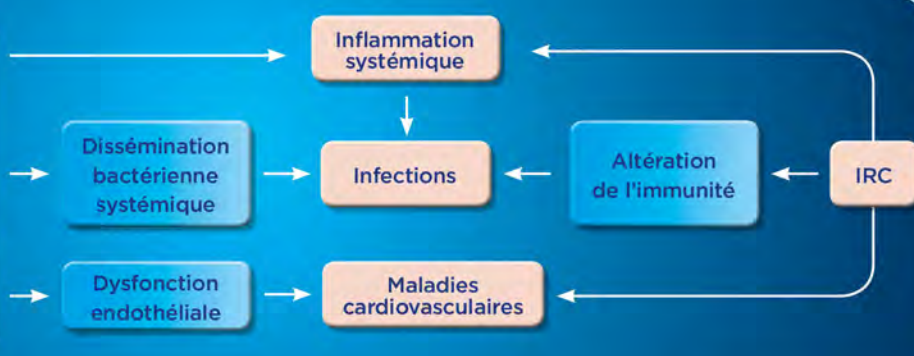 Inflammation
systémique
Dissémination
bactérienne
systémique
Infections
Altération
de l'immunité
IRC
Dysfonction
endothéliale
Maladies
cardiovasculaires